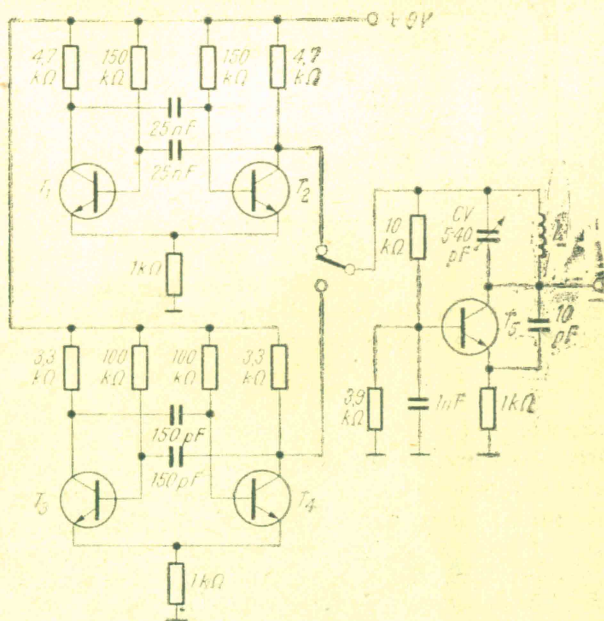 4,7 kΩ
150 kΩ
150 kΩ
4,7 kΩ
9V
25nF
25nF
T1
T2
1kΩ
10 kΩ
CV
5-40
pF
T5
10
pF
3,9 kΩ
1nF
1kΩ
3,3 kΩ
100 kΩ
100 kΩ
3,3 kΩ
150pF
150pF
T3
T4
1kΩ